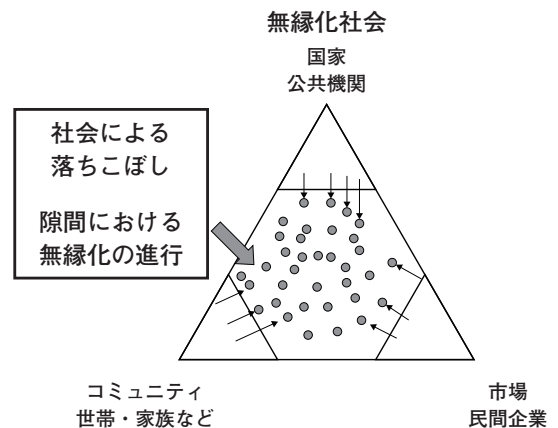 無縁化社会
国家
公共機関
社会による
落ちこぼし
隙間における
無縁化の進行
コミュニティ
世帯・家族など
市場
民間企業